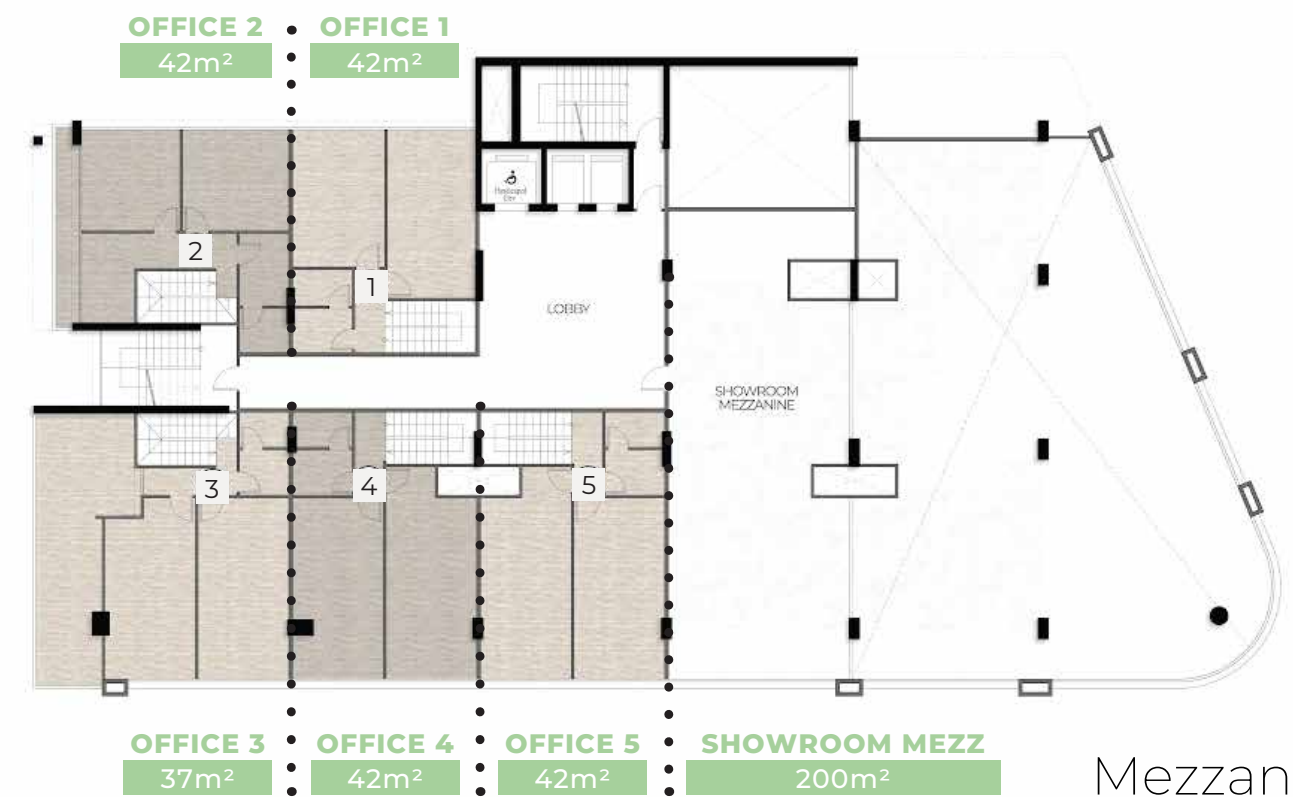 OFFICE 2
42m²
OFFICE 1
42m²
2
1
LOBBY
SHOWROOM
MEZZANINE
3
4
5
OFFICE 3
37m²
OFFICE 4
42m²
OFFICE 5
42m²
SHOWROOM MEZZ
200m²
Mezzan